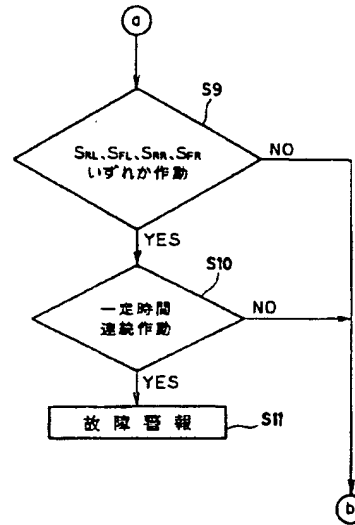 a
S9
SRL、SFL、SRR、SFR
いずれか作動
NO
YES
S10
一定時間
連続作動
NO
YES
故障警報
S11
b